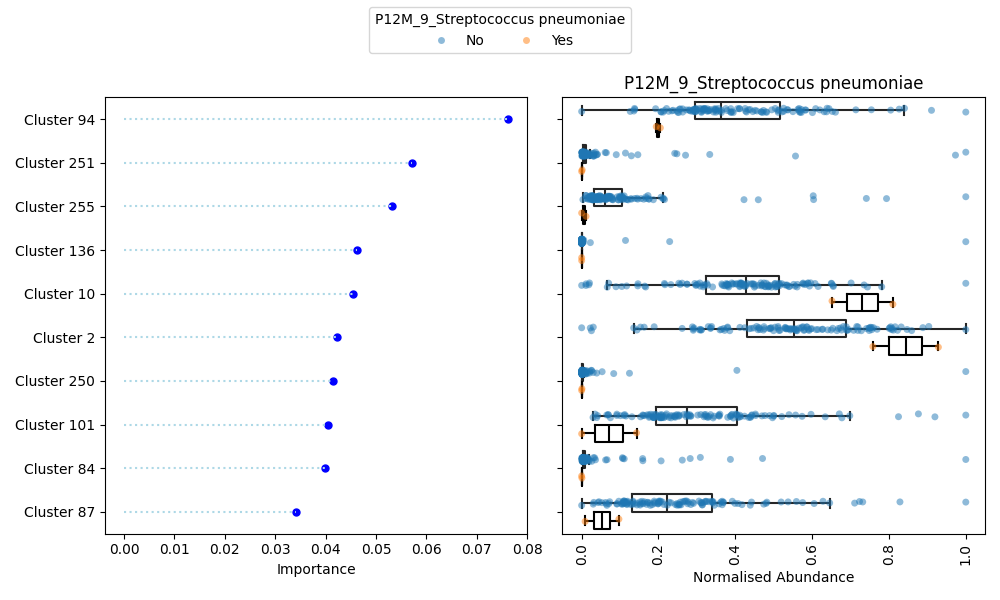 P12M_9_Streptococcus pneumoniae
No Yes
P12M_9_Streptococcus pneumoniae
Cluster 94
Cluster 251
Cluster 255
Cluster 136
Cluster 10
Cluster 2
Cluster 250
Cluster 101
Cluster 84
Cluster 87
0.00 0.01 0.02 0.03 0.04 0.05 0.06 0.07 0.08
Importance
0.0 0.2 0.4 0.6 0.8 1.0
Normalised Abundance